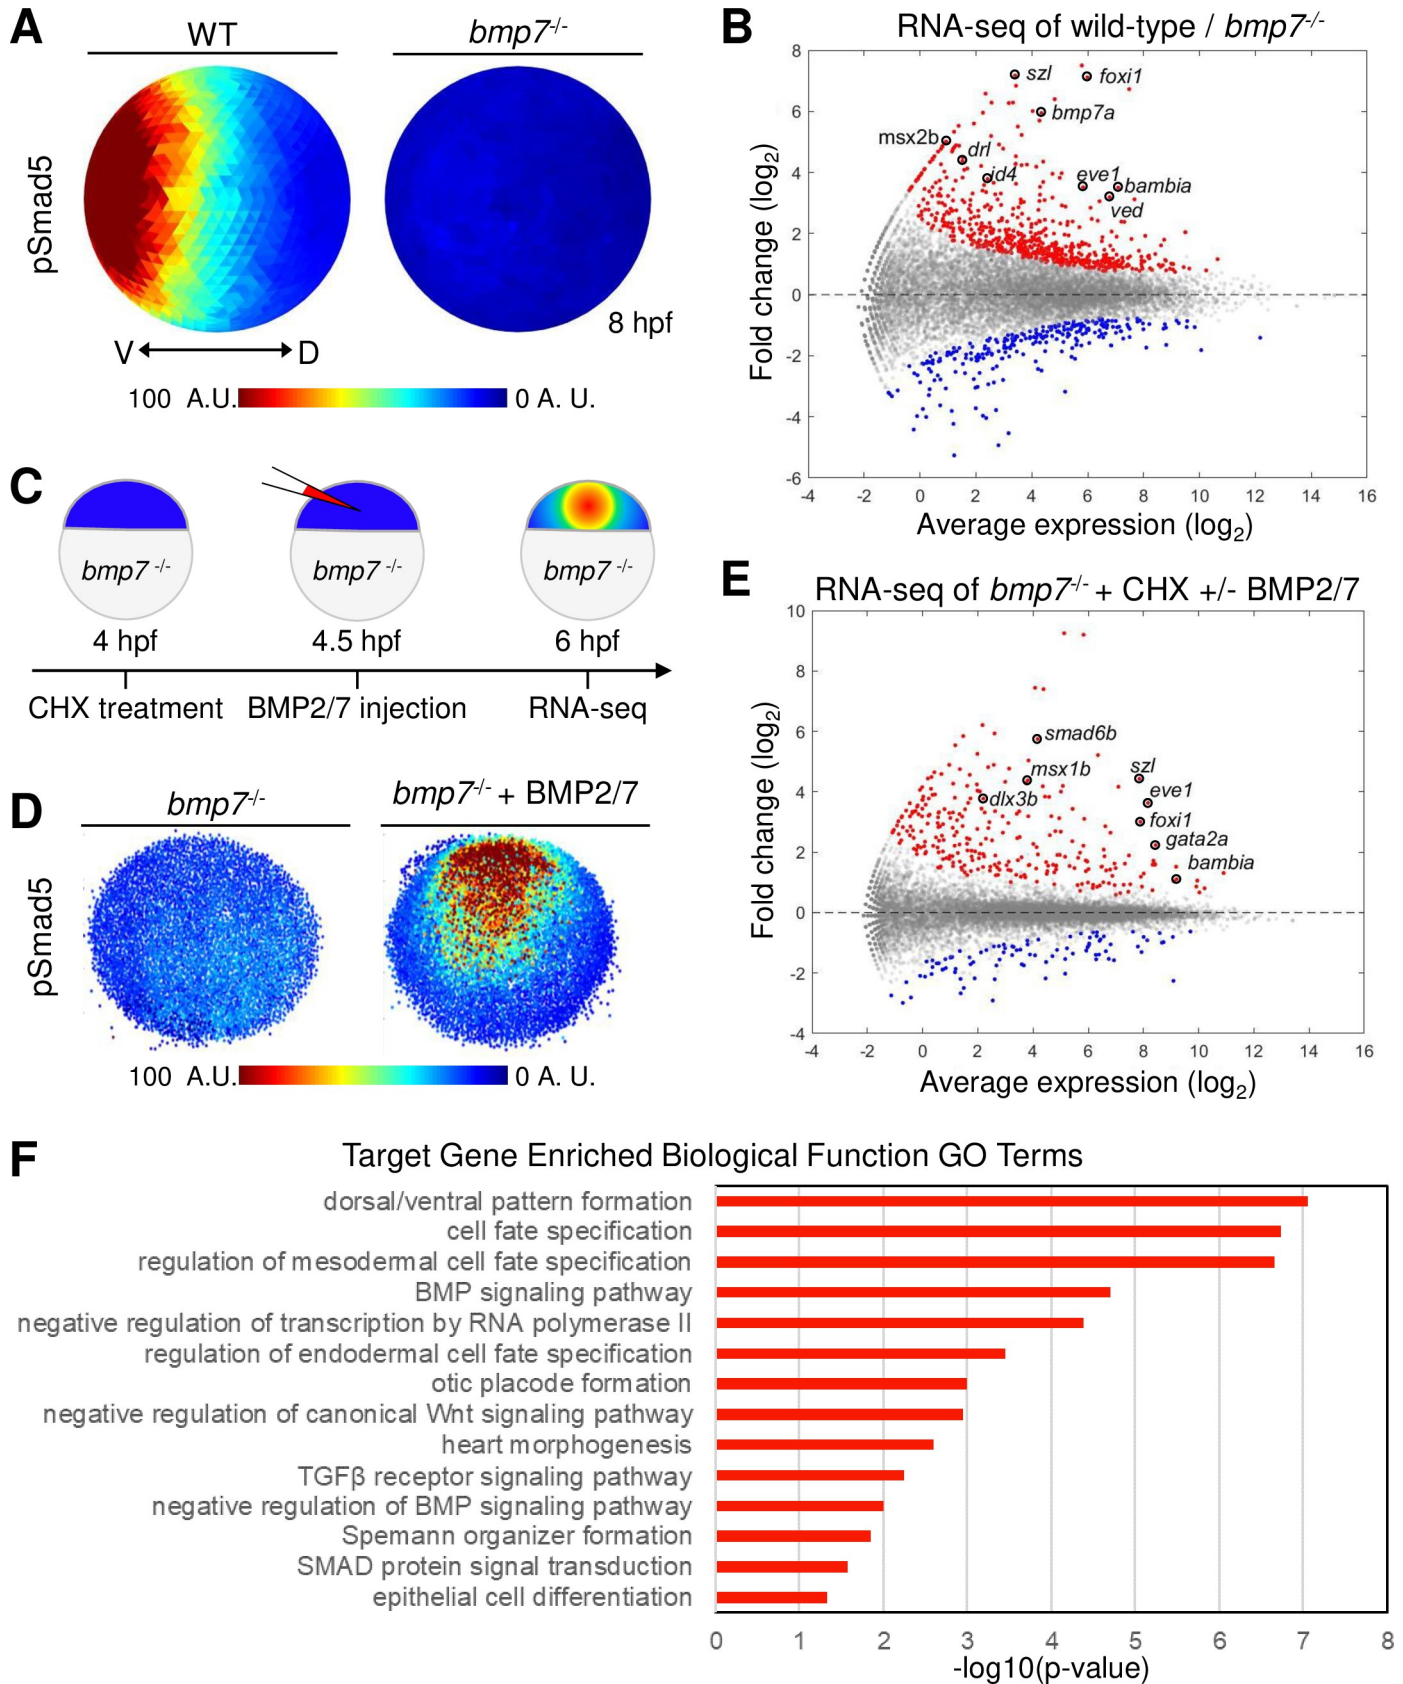 A
WT
bmp7-/-
pSmad5
8 hpf
V
D
100 A.U.
0 A. U.
B
RNA-seq of wild-type / bmp7-/-
Fold change (log2)
8
6
4
2
0
-2
-4
-6
szl
foxi1
bmp7a
msx2b
drl
id4
eve1
bambia
ved
-4 -2 0 2 4 6 8 10 12 14 16
Average expression (log2)
C
bmp7 -/-
bmp7 -/-
bmp7 -/-
4 hpf
4.5 hpf
6 hpf
CHX treatment
BMP2/7 injection
RNA-seq
D
bmp7-/-
bmp7-/- + BMP2/7
pSmad5
100 A.U.
0 A. U.
E
RNA-seq of bmp7-/- + CHX +/- BMP2/7
Fold change (log2)
10
8
6
4
2
0
-2
-4
smad6b
msx1b
szl
dlx3b
eve1
foxi1
gata2a
bambia
-4 -2 0 2 4 6 8 10 12 14 16
Average expression (log2)
F
Target Gene Enriched Biological Function GO Terms
dorsal/ventral pattern formation
cell fate specification
regulation of mesodermal cell fate specification
BMP signaling pathway
negative regulation of transcription by RNA polymerase II
regulation of endodermal cell fate specification
otic placode formation
negative regulation of canonical Wnt signaling pathway
heart morphogenesis
TGFβ receptor signaling pathway
negative regulation of BMP signaling pathway
Spemann organizer formation
SMAD protein signal transduction
epithelial cell differentiation
0 1 2 3 4 5 6 7 8
-log10(p-value)